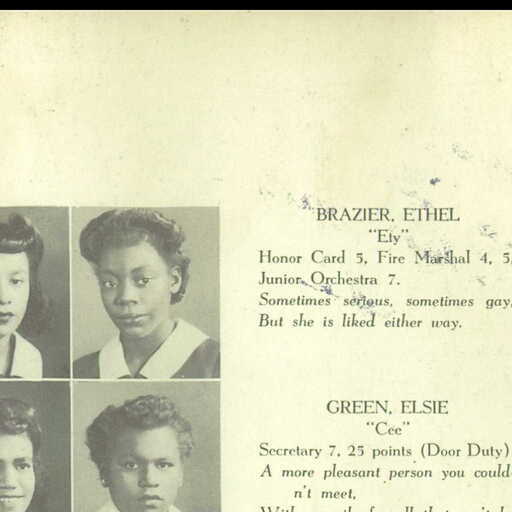 BRAZIER, ETHEL
"Ety"
Honor Card 5, Fire Marshal 4, 5,
Junior Orchestra 7.
Sometimes serious, sometimes gay,
But she is liked either way.
GREEN, ELSIE
"Cee"
Secretary 7, 25 points (Door Duty)
A more pleasant person you could-
n't meet,